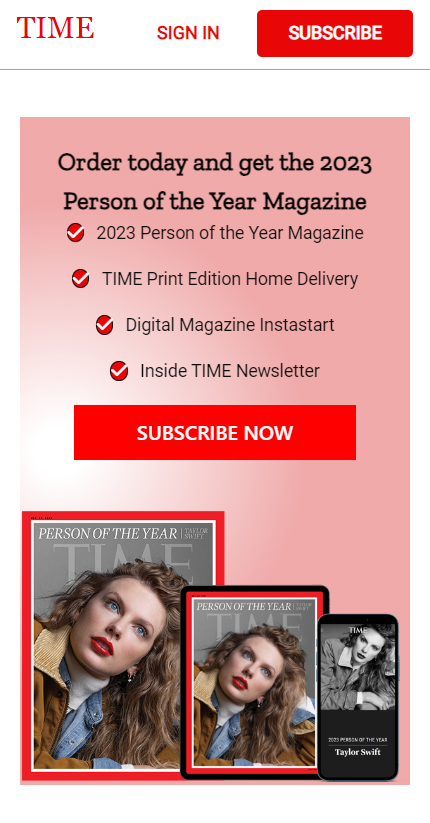 TIME
SIGN IN
SUBSCRIBE
Order today and get the 2023
Person of the Year Magazine
2023 Person of the Year Magazine
TIME Print Edition Home Delivery
Digital Magazine Instastart
Inside TIME Newsletter
SUBSCRIBE NOW
PERSON OF THE YEAR
TAYLOR
SWIFT
TIME
PERSON OF THE YEAR
TAYLOR
SWIFT
TIME
TIME
2023 PERSON OF THE YEAR
Taylor Swift